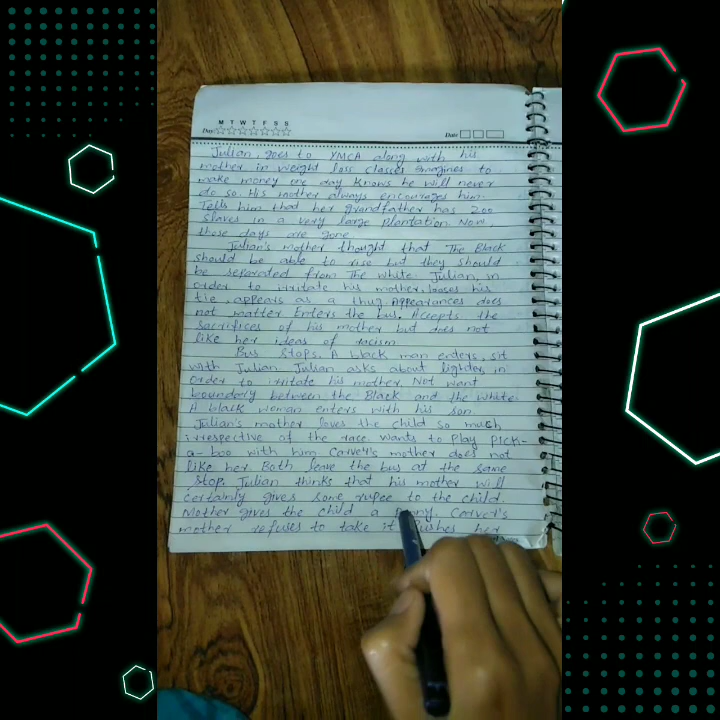 M T W T F S S
Day: Date
Julian, goes to YMCA along with his
mother in weight loss classes. Imagines to
make money one day. Knows he will never
do so. His mother always encourages him.
Tells him that her grandfather has 200
slaves in a very large plantation. Now,
those days are gone.
Julian's mother thought that The Black
should be able to rise but they should
be separated from The white. Julian, in
order to irritate his mother, looses his
tie, appears as a thug. Appearances does
not matter. Enters the bus. Accepts the
sacrifices of his mother but does not
like her ideas of racism.
Bus stops. A black man enters, sit
with Julian. Julian asks about lighter, in
order to irritate his mother. Not want
boundery between the Black and the white.
A black woman enters with his son.
Julian's mother loves the child so much
irrespective of the race. Wants to play pick-
a-boo with him. Carver's mother does not
like her. Both leave the bus at the same
stop. Julian thinks that his mother will
certainly gives some rupee to the child.
Mother gives the child a penny. Carver's
mother refuses to take it, pushes her